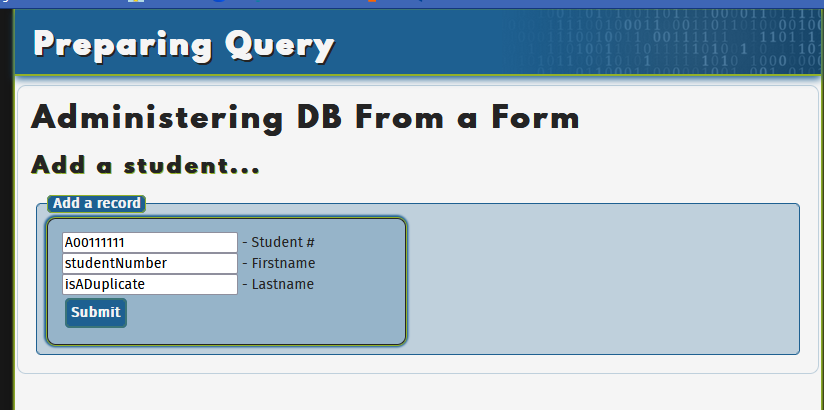 Preparing Query
Administering DB From a Form
Add a student...
Add a record
A00111111 - Student #
studentNumber - Firstname
isADuplicate - Lastname
Submit